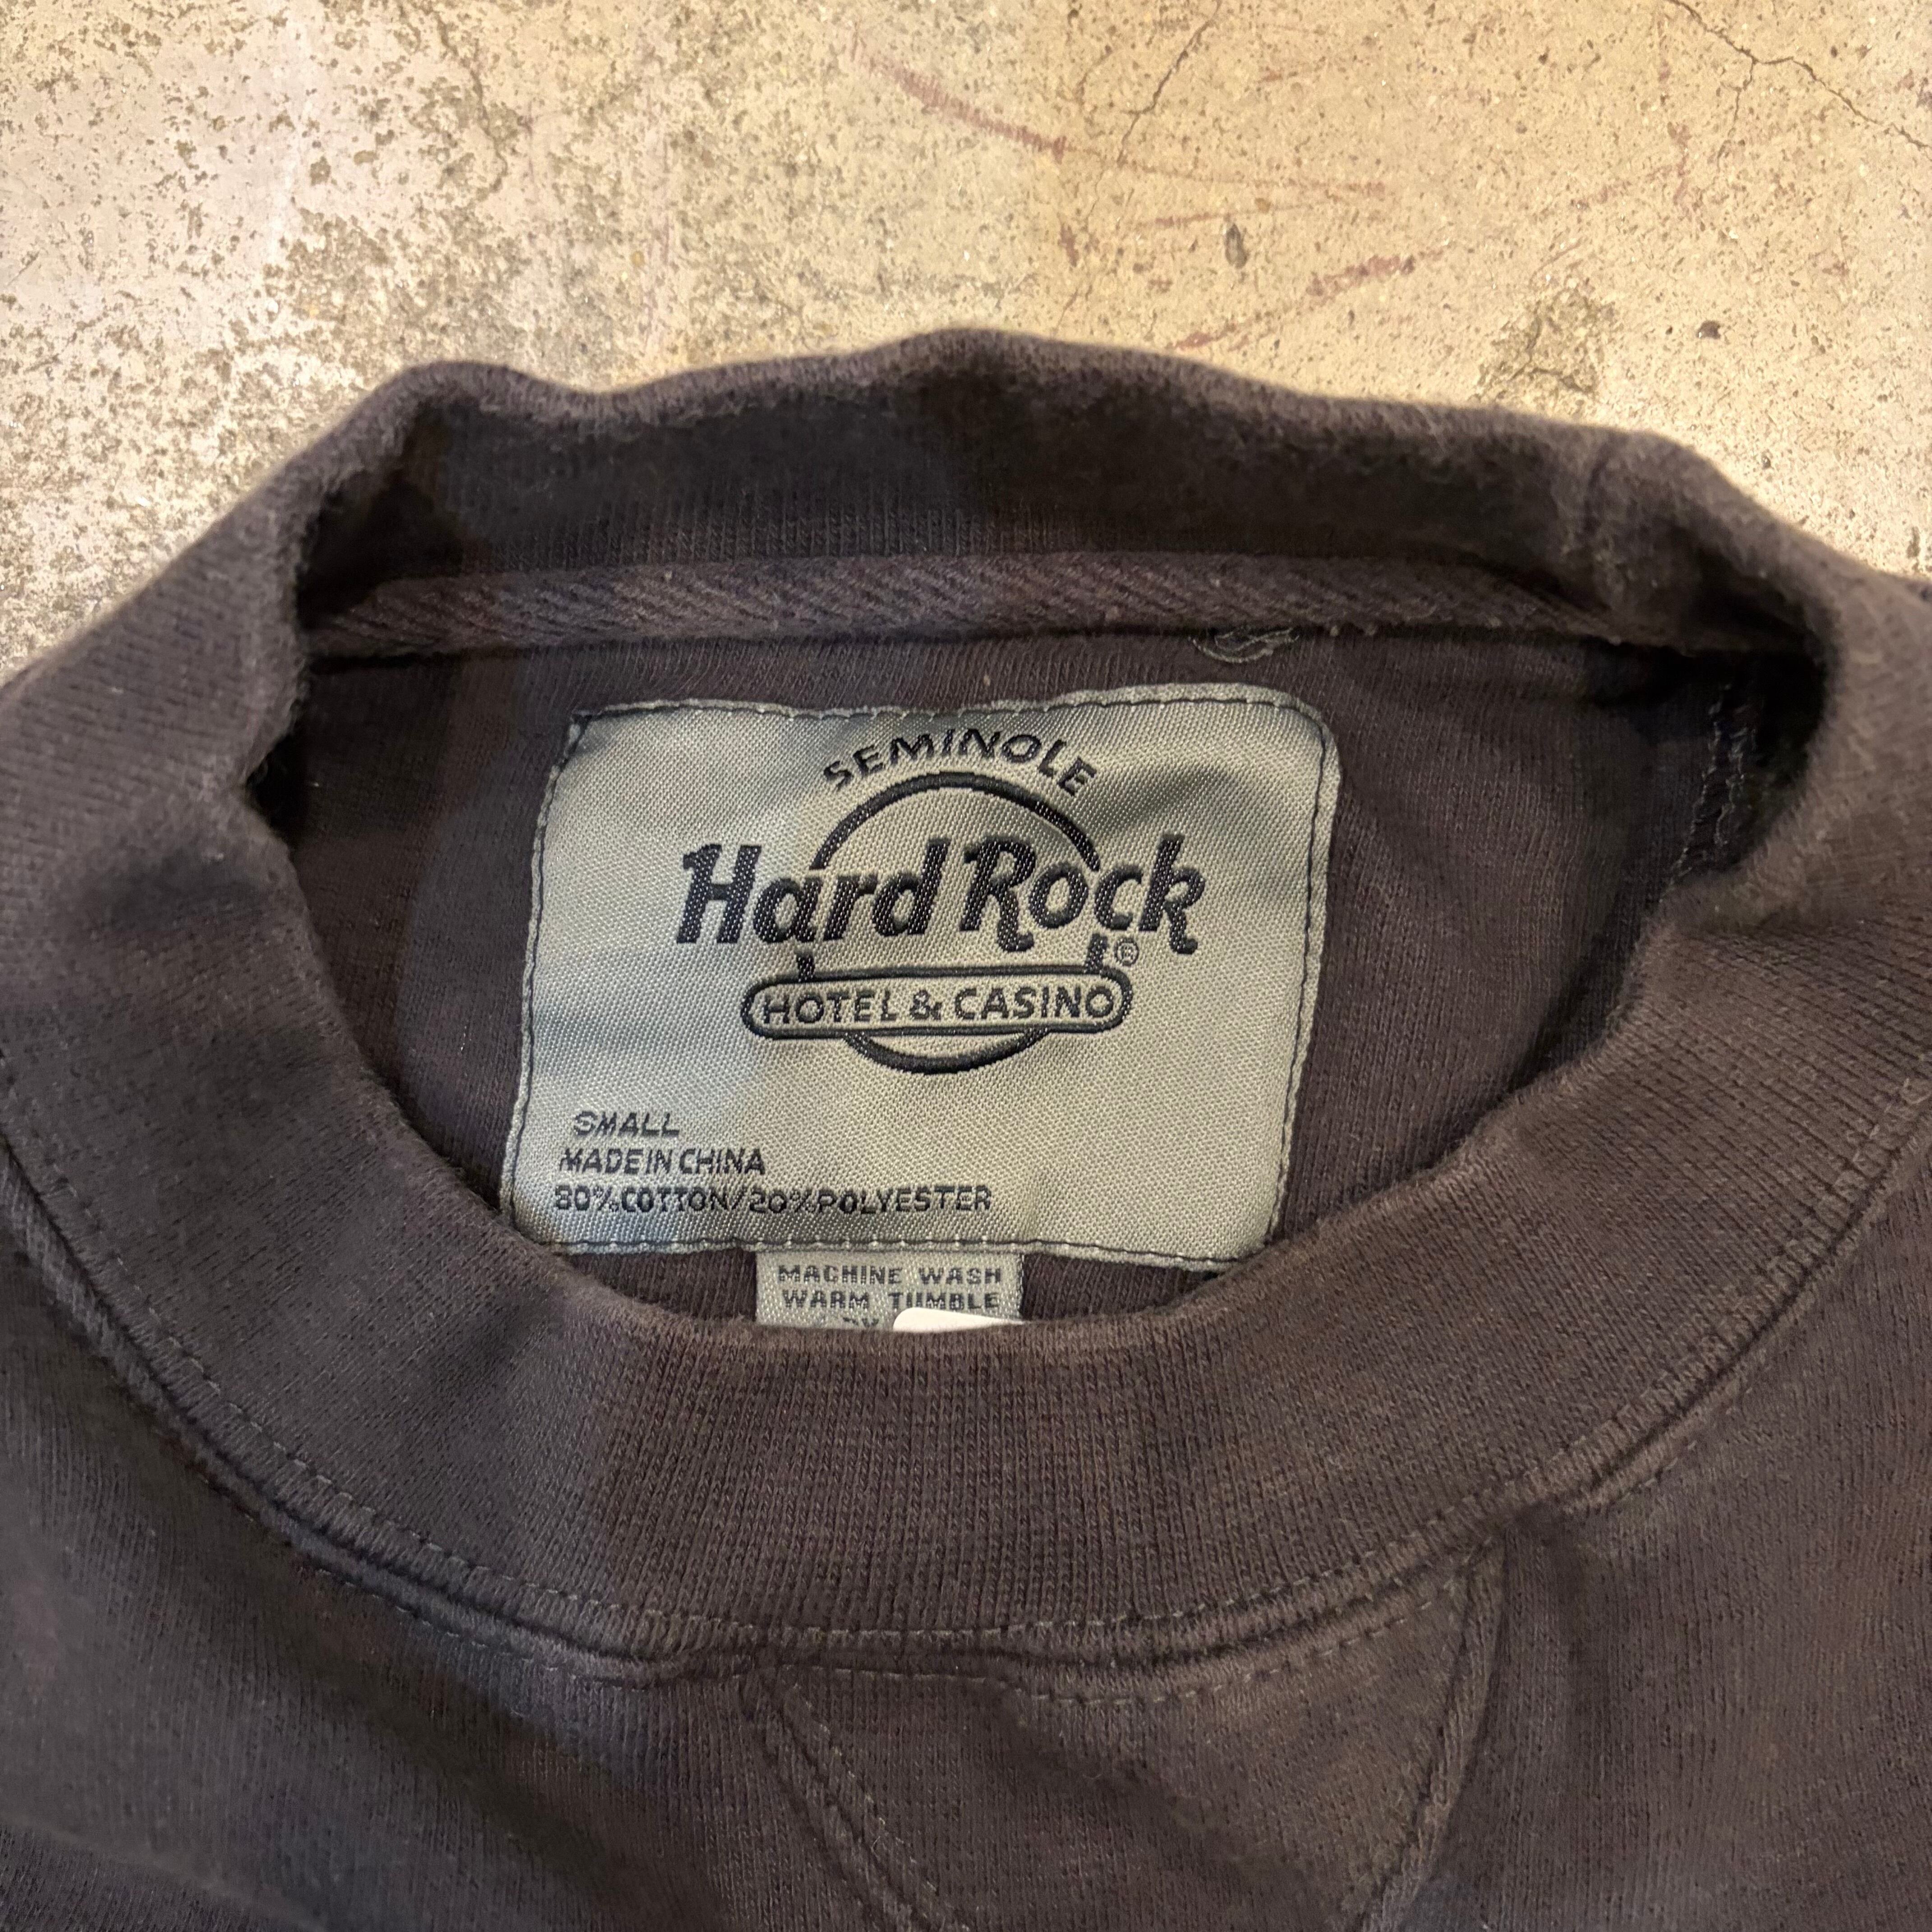 SEMINOLE
Hard Rock
®
HOTEL & CASINO
SMALL
MADE IN CHINA
80% COTTON/20% POLYESTER
MACHINE WASH
WARM TUMBLE